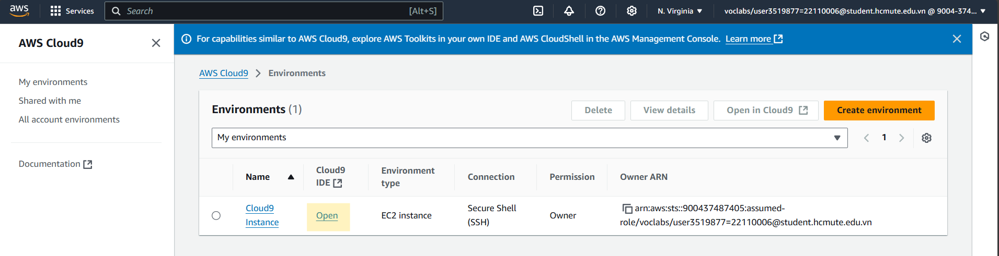 aws
Services
Search [Alt+S]
N. Virginia
voclabs/user3519877=22110006@student.hcmute.edu.vn @ 9004-374...
AWS Cloud9
My environments
Shared with me
All account environments
Documentation
For capabilities similar to AWS Cloud9, explore AWS Toolkits in your own IDE and AWS CloudShell in the AWS Management Console. Learn more
AWS Cloud9 > Environments
Environments (1)
Delete
View details
Open in Cloud9
Create environment
My environments
1
Name
Cloud9
IDE
Environment
type
Connection
Permission
Owner ARN
Cloud9
Instance
Open
EC2 instance
Secure Shell
(SSH)
Owner
arn:aws:sts::900437487405:assumed-
role/voclabs/user3519877=22110006@student.hcmute.edu.vn